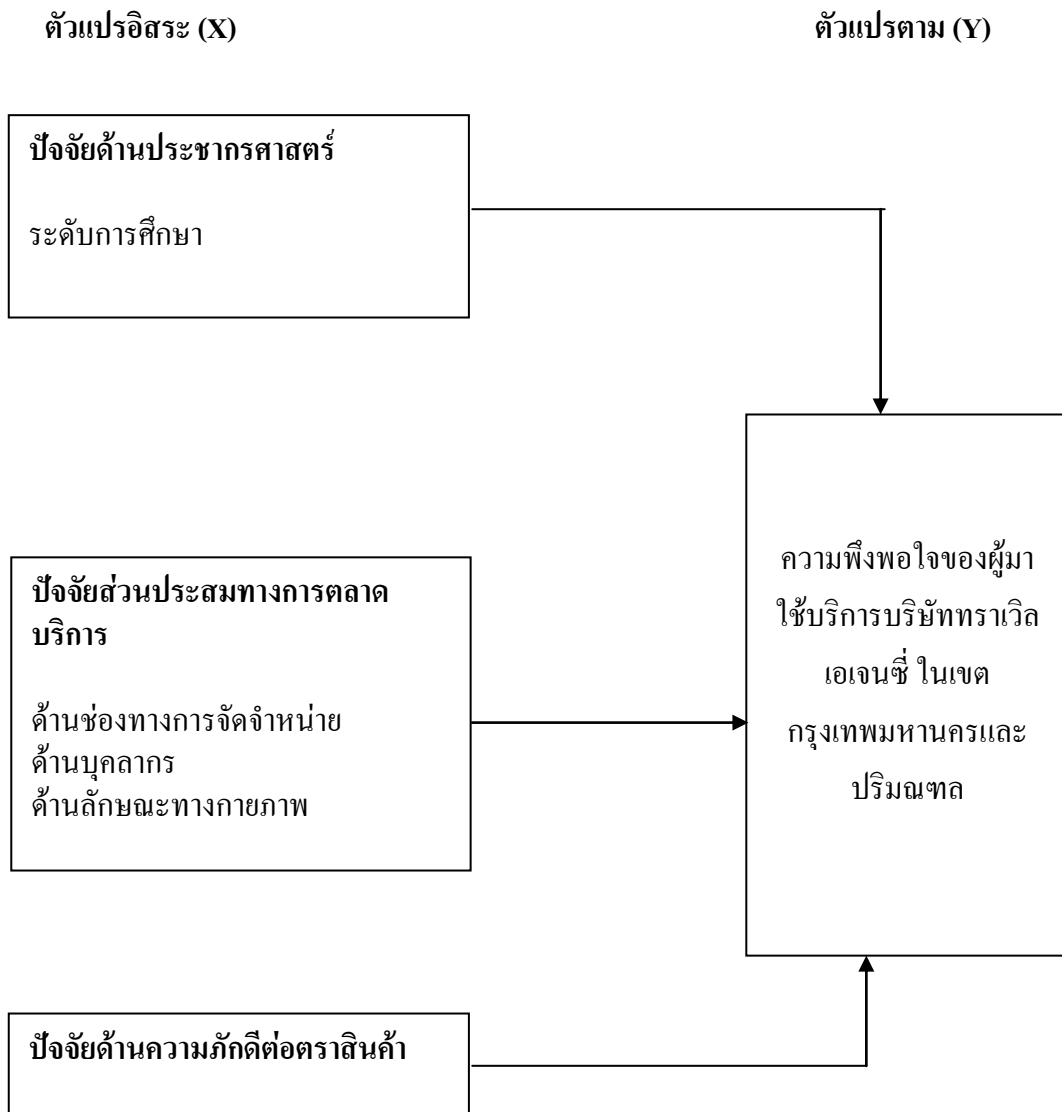 ตัวแปรอิสระ (X)
ตัวแปรตาม (Y)
ปัจจัยด้านประชากรศาสตร์
ระดับการศึกษา
ปัจจัยส่วนประสมทางการตลาด
บริการ
ด้านช่องทางการจัดจำหน่าย
ด้านบุคลากร
ด้านลักษณะทางกายภาพ
ความพึงพอใจของผู้มา
ใช้บริการบริษัททราเวิล
เอเจนซี่ ในเขต
กรุงเทพมหานครและ
ปริมณฑล
ปัจจัยด้านความภักดีต่อตราสินค้า